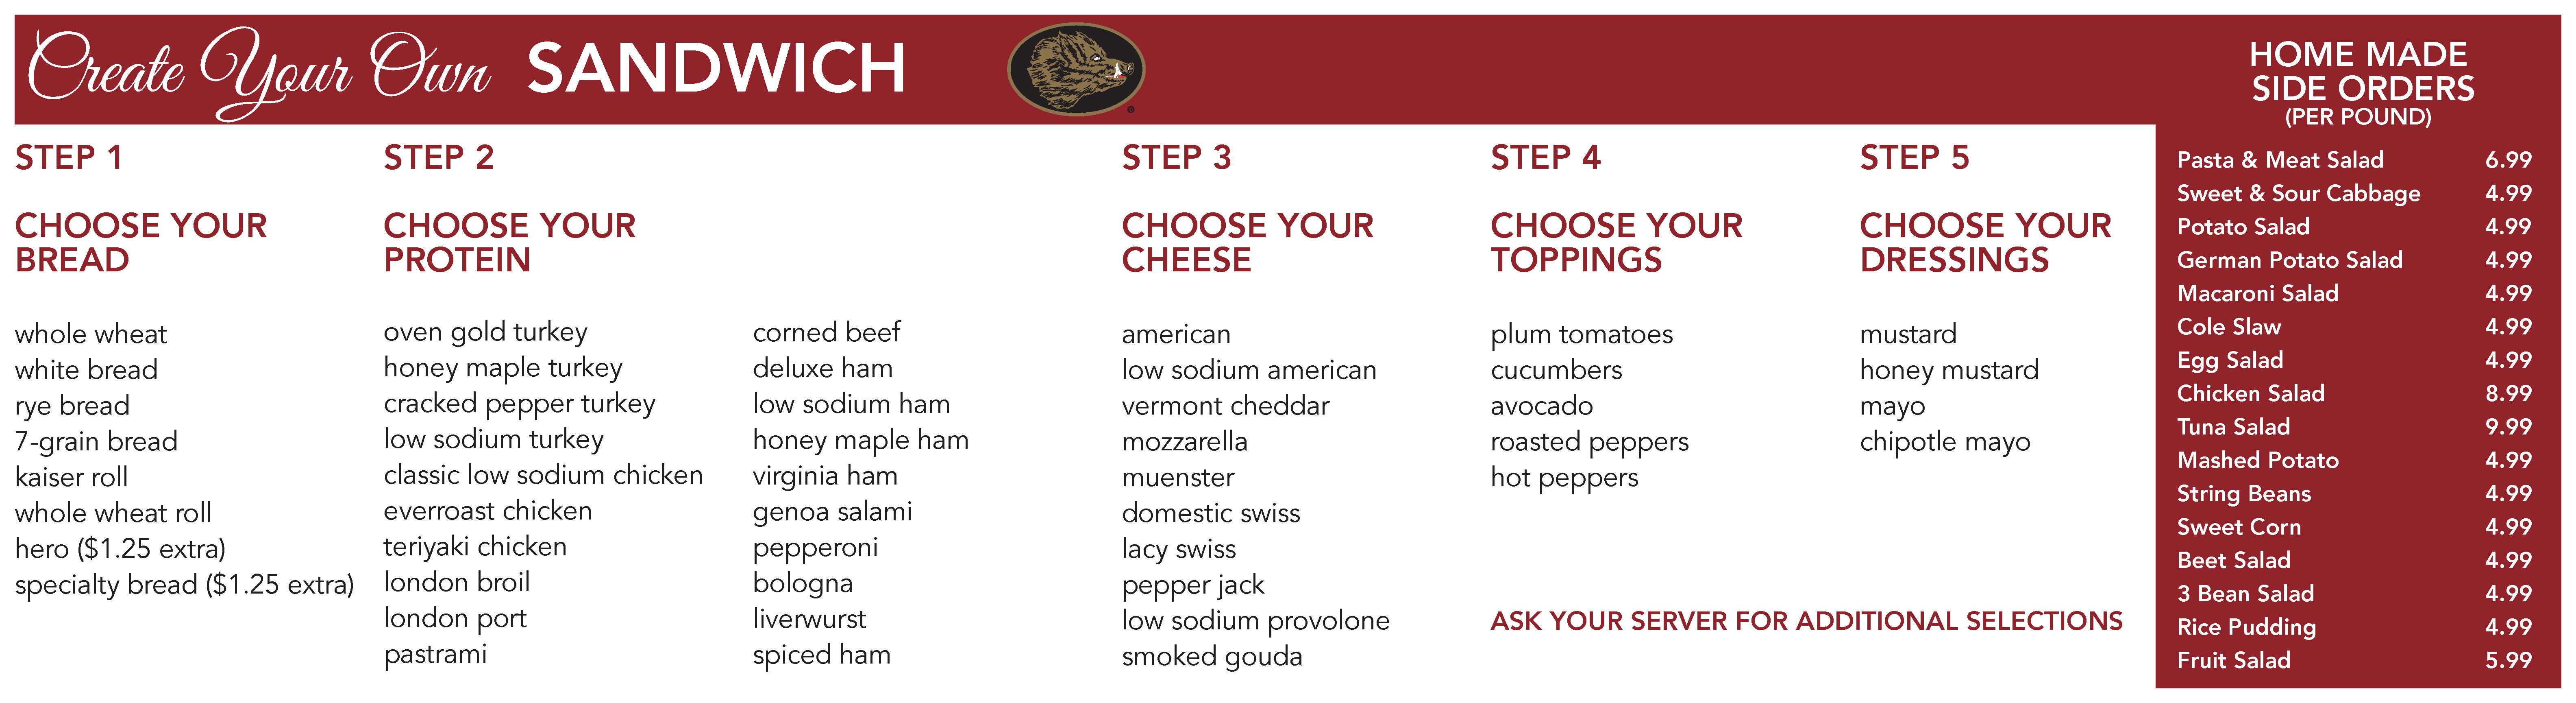 Create Your Own SANDWICH
®
STEP 1
CHOOSE YOUR
BREAD
whole wheat
white bread
rye bread
7-grain bread
kaiser roll
whole wheat roll
hero ($1.25 extra)
specialty bread ($1.25 extra)
STEP 2
CHOOSE YOUR
PROTEIN
oven gold turkey
honey maple turkey
cracked pepper turkey
low sodium turkey
classic low sodium chicken
everroast chicken
teriyaki chicken
london broil
london port
pastrami
corned beef
deluxe ham
low sodium ham
honey maple ham
virginia ham
genoa salami
pepperoni
bologna
liverwurst
spiced ham
STEP 3
CHOOSE YOUR
CHEESE
american
low sodium american
vermont cheddar
mozzarella
muenster
domestic swiss
lacy swiss
pepper jack
low sodium provolone
smoked gouda
STEP 4
CHOOSE YOUR
TOPPINGS
plum tomatoes
cucumbers
avocado
roasted peppers
hot peppers
STEP 5
CHOOSE YOUR
DRESSINGS
mustard
honey mustard
mayo
chipotle mayo
ASK YOUR SERVER FOR ADDITIONAL SELECTIONS
HOME MADE
SIDE ORDERS
(PER POUND)
Pasta & Meat Salad 6.99
Sweet & Sour Cabbage 4.99
Potato Salad 4.99
German Potato Salad 4.99
Macaroni Salad 4.99
Cole Slaw 4.99
Egg Salad 4.99
Chicken Salad 8.99
Tuna Salad 9.99
Mashed Potato 4.99
String Beans 4.99
Sweet Corn 4.99
Beet Salad 4.99
3 Bean Salad 4.99
Rice Pudding 4.99
Fruit Salad 5.99